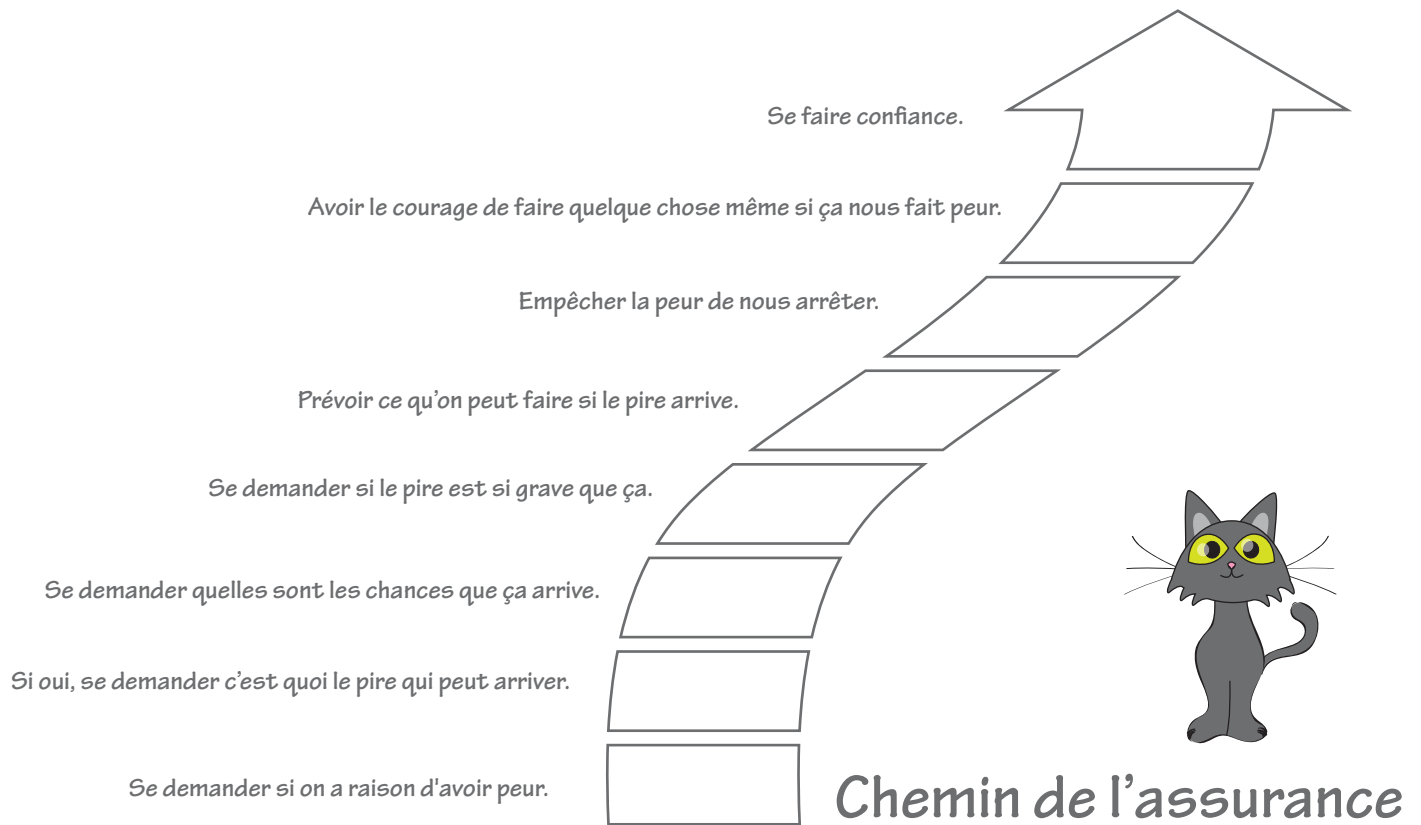 Se faire confiance.
Avoir le courage de faire quelque chose même si ça nous fait peur.
Empêcher la peur de nous arrêter.
Prévoir ce qu'on peut faire si le pire arrive.
Se demander si le pire est si grave que ça.
Se demander quelles sont les chances que ça arrive.
Si oui, se demander c'est quoi le pire qui peut arriver.
Se demander si on a raison d'avoir peur.
Chemin de l'assurance